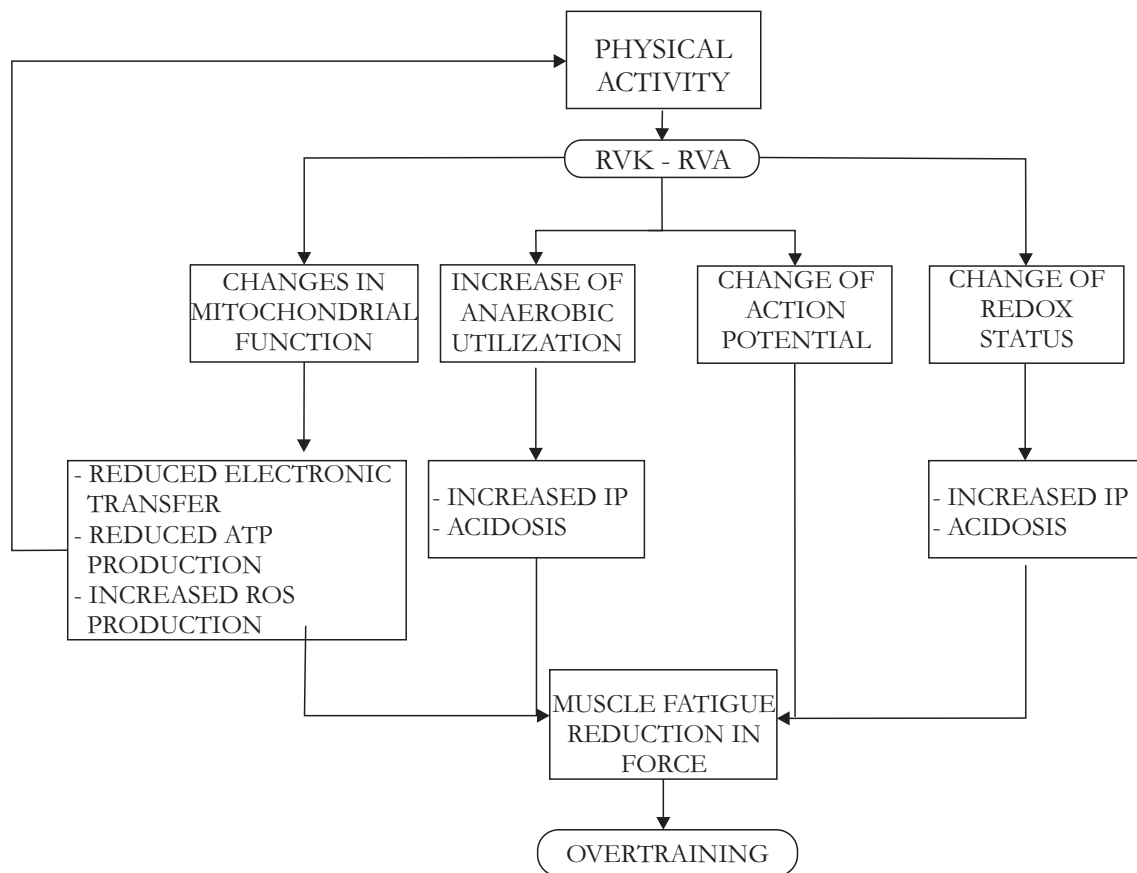 PHYSICAL
ACTIVITY
RVK - RVA
CHANGES IN
MITOCHONDRIAL
FUNCTION
INCREASE OF
ANAEROBIC
UTILIZATION
CHANGE OF
ACTION
POTENTIAL
CHANGE OF
REDOX
STATUS
- REDUCED ELECTRONIC
TRANSFER
- REDUCED ATP
PRODUCTION
- INCREASED ROS
PRODUCTION
- INCREASED IP
- ACIDOSIS
- INCREASED IP
- ACIDOSIS
MUSCLE FATIGUE
REDUCTION IN
FORCE
OVERTRAINING